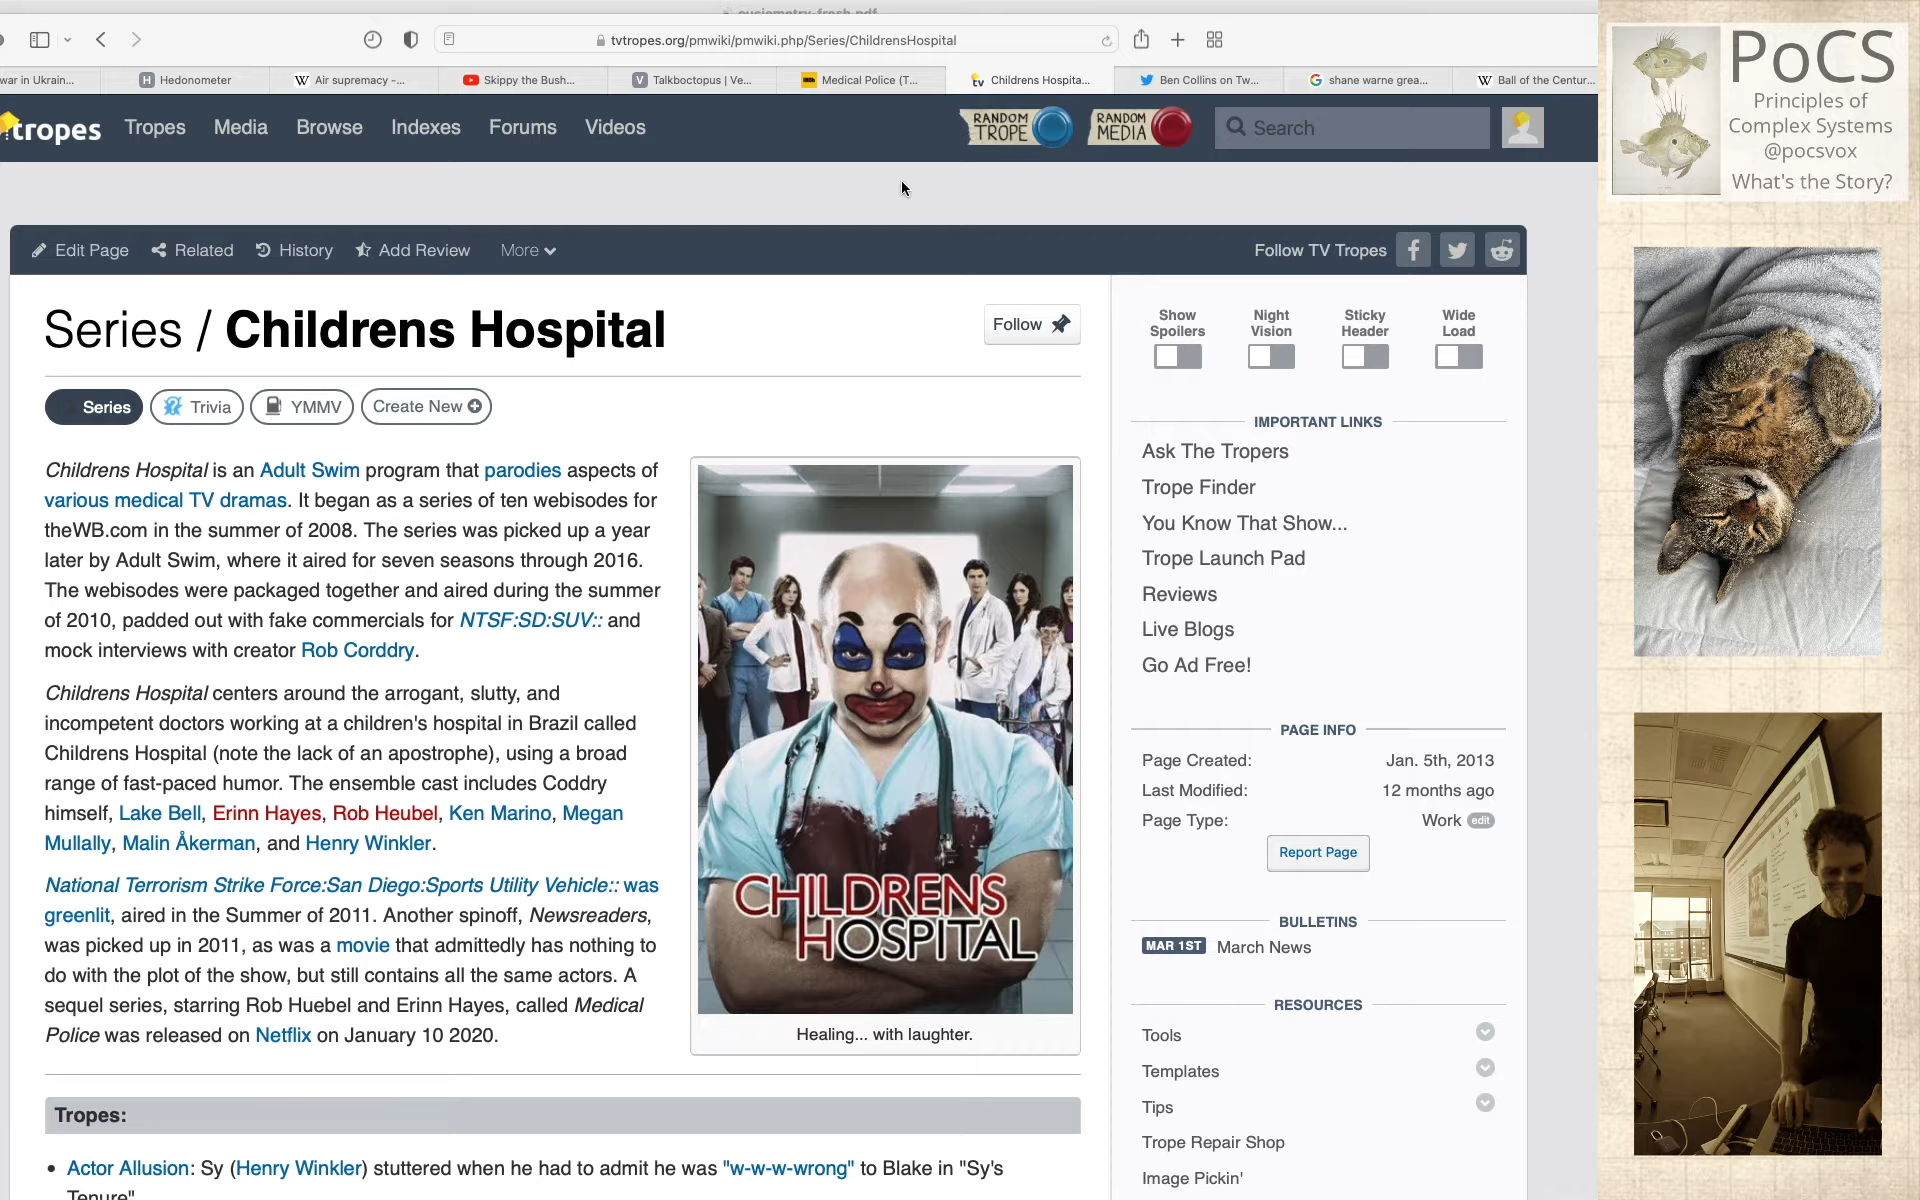 tvtropes.org/pmwiki/pmwiki.php/Series/ChildrensHospital
war in Ukrain...
Hedonometer
Air supremacy -...
Skippy the Bush...
Talkboctopus | Ve...
Medical Police (T...
Childrens Hospita...
Ben Collins on Tw...
shane warne grea...
Ball of the Centur...
tropes
Tropes
Media
Browse
Indexes
Forums
Videos
RANDOM TROPE
RANDOM MEDIA
Search
Edit Page
Related
History
Add Review
More
Follow TV Tropes
Series / Childrens Hospital
Follow
Series
Trivia
YMMV
Create New
Childrens Hospital is an Adult Swim program that parodies aspects of
various medical TV dramas. It began as a series of ten webisodes for
theWB.com in the summer of 2008. The series was picked up a year
later by Adult Swim, where it aired for seven seasons through 2016.
The webisodes were packaged together and aired during the summer
of 2010, padded out with fake commercials for NTSF:SD:SUV:: and
mock interviews with creator Rob Corddry.
Childrens Hospital centers around the arrogant, slutty, and
incompetent doctors working at a children's hospital in Brazil called
Childrens Hospital (note the lack of an apostrophe), using a broad
range of fast-paced humor. The ensemble cast includes Coddry
himself, Lake Bell, Erinn Hayes, Rob Heubel, Ken Marino, Megan
Mullally, Malin Åkerman, and Henry Winkler.
National Terrorism Strike Force:San Diego:Sports Utility Vehicle:: was
greenlit, aired in the Summer of 2011. Another spinoff, Newsreaders,
was picked up in 2011, as was a movie that admittedly has nothing to
do with the plot of the show, but still contains all the same actors. A
sequel series, starring Rob Huebel and Erinn Hayes, called Medical
Police was released on Netflix on January 10 2020.
CHILDRENS
HOSPITAL
Healing... with laughter.
Tropes:
• Actor Allusion: Sy (Henry Winkler) stuttered when he had to admit he was "w-w-w-wrong" to Blake in "Sy's
Tenure"
Show Spoilers
Night Vision
Sticky Header
Wide Load
IMPORTANT LINKS
Ask The Tropers
Trope Finder
You Know That Show...
Trope Launch Pad
Reviews
Live Blogs
Go Ad Free!
PAGE INFO
Page Created: Jan. 5th, 2013
Last Modified: 12 months ago
Page Type: Work edit
Report Page
BULLETINS
MAR 1ST March News
RESOURCES
Tools
Templates
Tips
Trope Repair Shop
Image Pickin'
PoCS
Principles of
Complex Systems
@pocsvox
What's the Story?